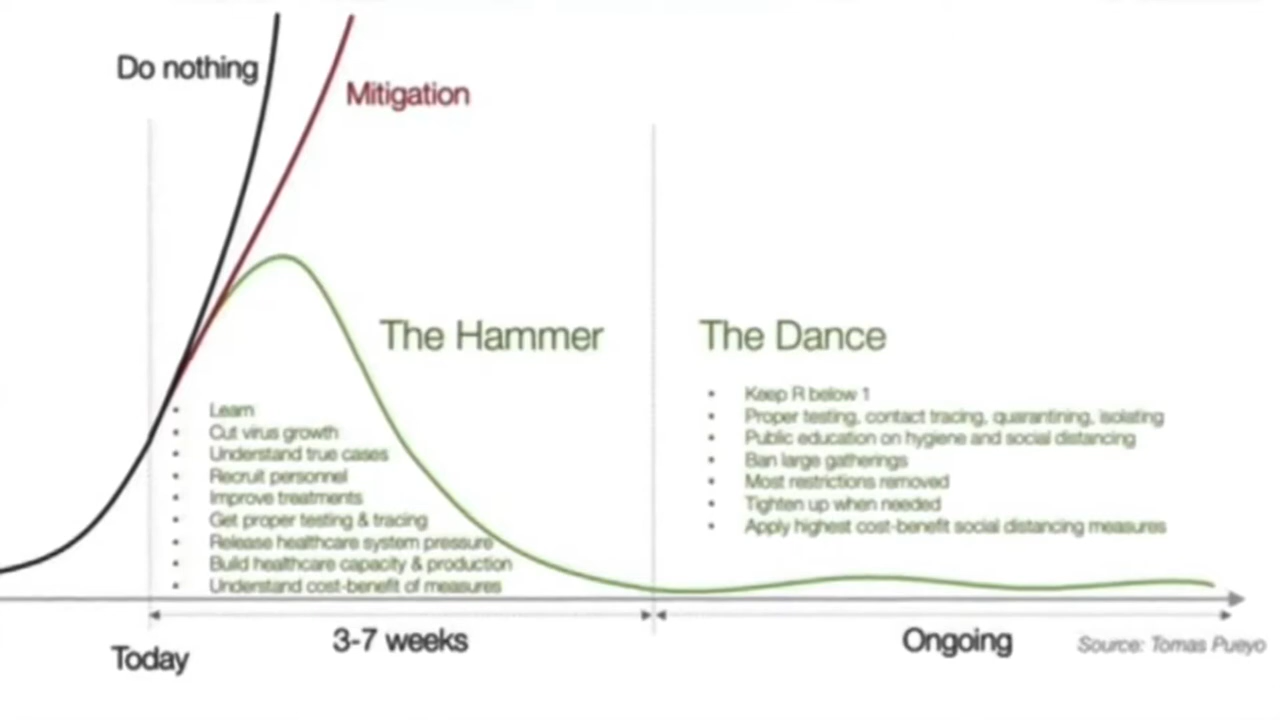 Do nothing
Mitigation
The Hammer
Learn
Cut virus growth
Understand true cases
Recruit personnel
Improve treatments
Get proper testing & tracing
Release healthcare system pressure
Build healthcare capacity & production
Understand cost-benefit of measures
The Dance
Keep R below 1
Proper testing, contact tracing, quarantining, isolating
Public education on hygiene and social distancing
Ban large gatherings
Most restrictions removed
Tighten up when needed
Apply highest cost-benefit social distancing measures
Today
3-7 weeks
Ongoing
Source: Tomas Pueyo